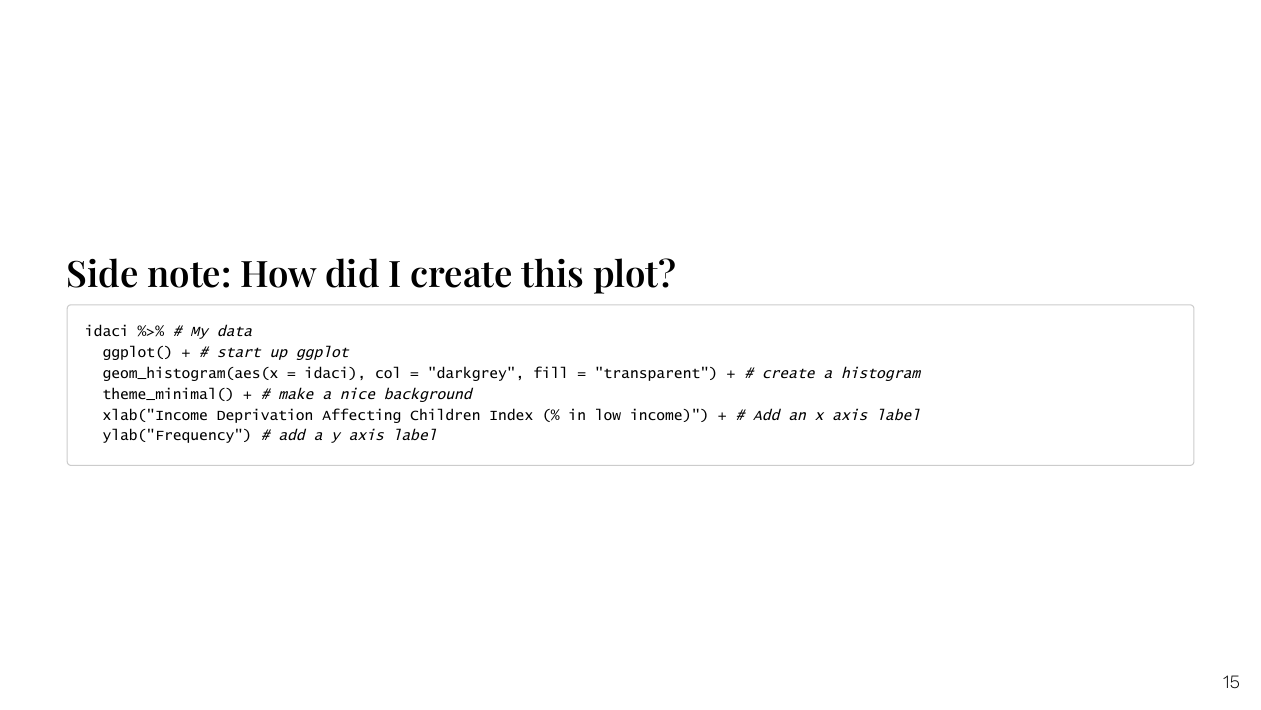 Side note: How did I create this plot?
idaci %>% # My data
  ggplot() + # start up ggplot
  geom_histogram(aes(x = idaci), col = "darkgrey", fill = "transparent") + # create a histogram
  theme_minimal() + # make a nice background
  xlab("Income Deprivation Affecting Children Index (% in low income)") + # Add an x axis label
  ylab("Frequency") # add a y axis label
15